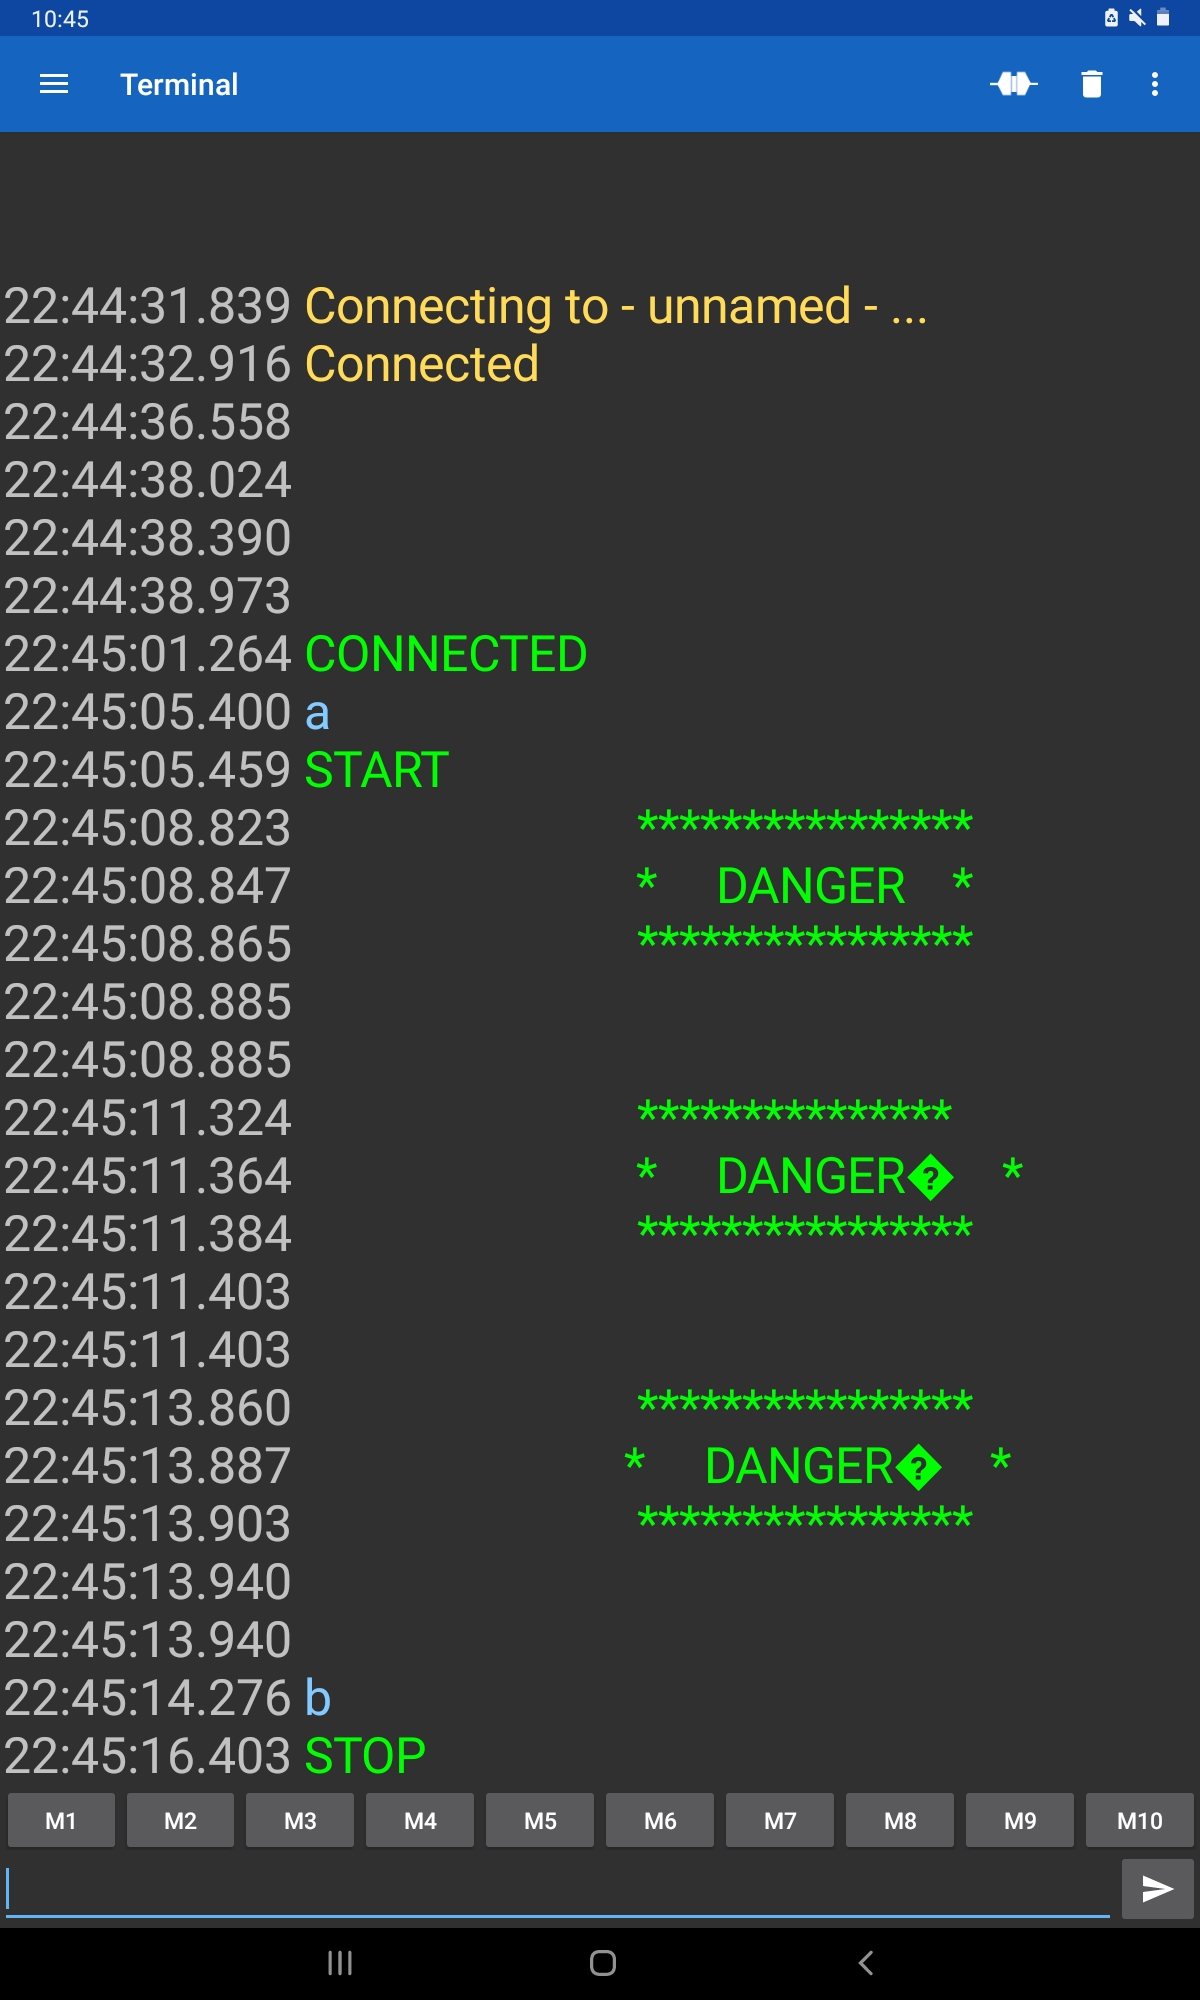 10:45
Terminal
22:44:31.839 Connecting to - unnamed - ...
22:44:32.916 Connected
22:44:36.558
22:44:38.024
22:44:38.390
22:44:38.973
22:45:01.264 CONNECTED
22:45:05.400 a
22:45:05.459 START
22:45:08.823 ****************
22:45:08.847 * DANGER *
22:45:08.865 ****************
22:45:08.885
22:45:08.885
22:45:11.324 ***************
22:45:11.364 * DANGER� *
22:45:11.384 ****************
22:45:11.403
22:45:11.403
22:45:13.860 ****************
22:45:13.887 * DANGER� *
22:45:13.903 ****************
22:45:13.940
22:45:13.940
22:45:14.276 b
22:45:16.403 STOP
M1 M2 M3 M4 M5 M6 M7 M8 M9 M10